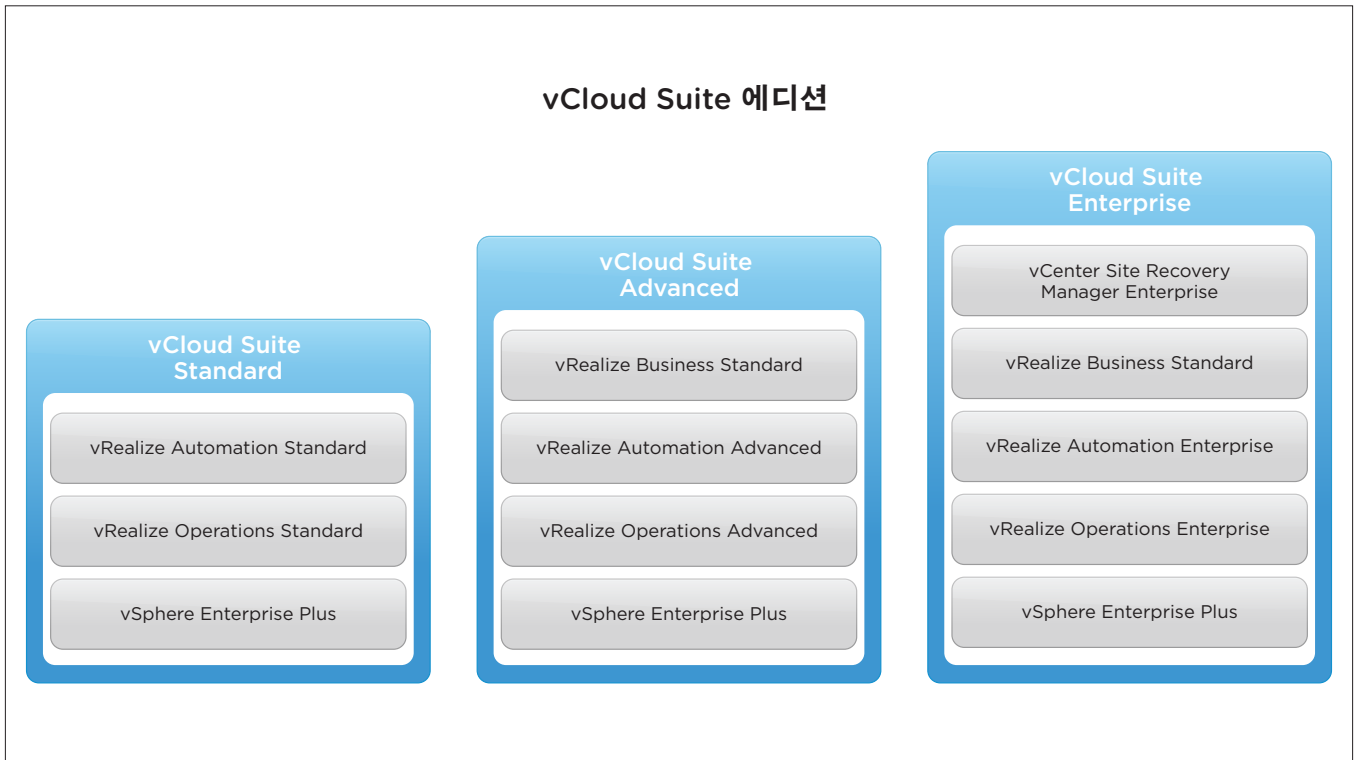 vCloud Suite 에디션
vCloud Suite
Standard
vRealize Automation Standard
vRealize Operations Standard
vSphere Enterprise Plus
vCloud Suite
Advanced
vRealize Business Standard
vRealize Automation Advanced
vRealize Operations Advanced
vSphere Enterprise Plus
vCloud Suite
Enterprise
vCenter Site Recovery
Manager Enterprise
vRealize Business Standard
vRealize Automation Enterprise
vRealize Operations Enterprise
vSphere Enterprise Plus